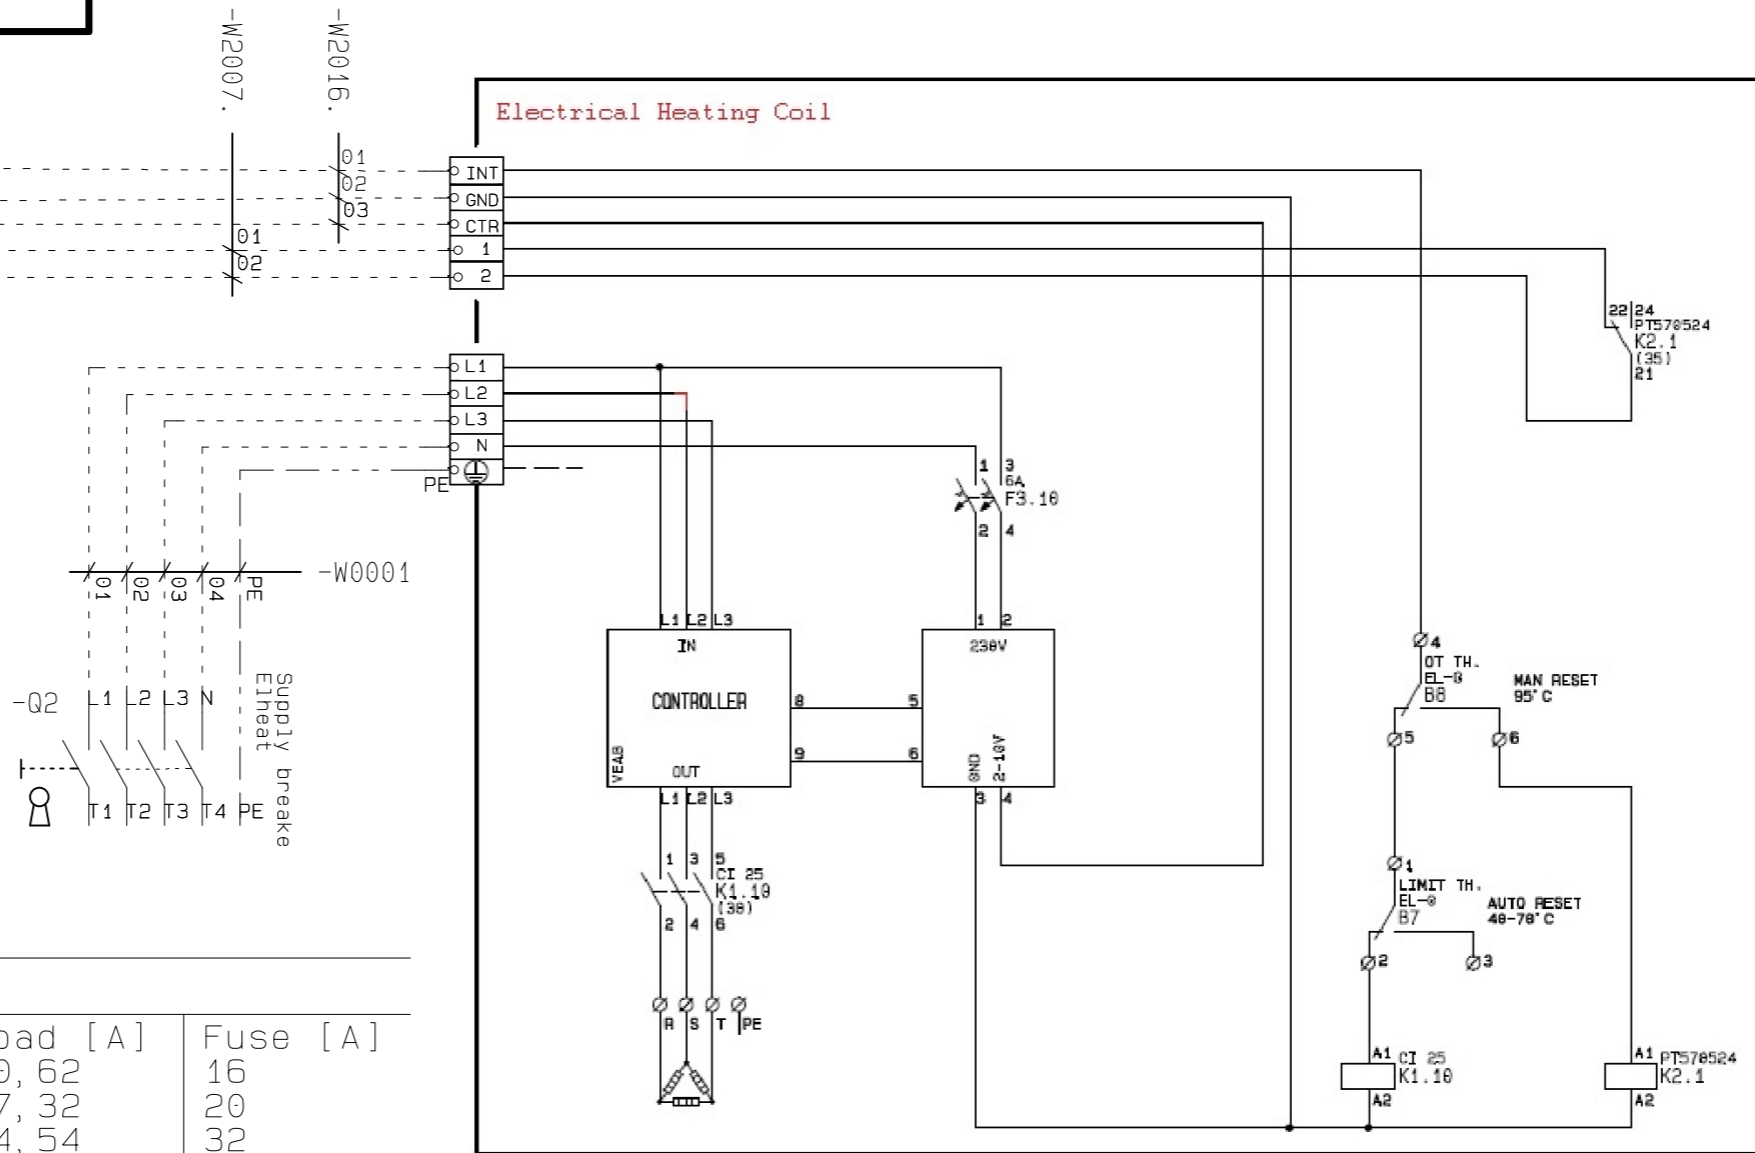 -W2007.
-W2016.
Electrical Heating Coil
01
02
03
01
02
INT
GND
CTR
1
2
22 24
PT570524
K2.1
(35)
21
L1
L2
L3
N
PE
1 3
6A
F3.10
2 4
-W0001
01 02 03 04 PE
L1 L2 L3
IN
CONTROLLER
VEAB
OUT
L1 L2 L3
8
9
1 2
230V
5
6
GND
2-10V
3 4
-Q2
L1 L2 L3 N
T1 T2 T3 T4 PE
Supply breake
Elheat
4
OT TH.
EL-0
B8
MAN RESET
95°C
5
6
1
LIMIT TH.
EL-0
B7
AUTO RESET
40-70°C
2
3
1 3 5
CI 25
K1.10
(30)
2 4 6
R S T PE
A1
CI 25
K1.10
A2
A1
PT570524
K2.1
A2
oad [A] Fuse [A]
0,62 16
7,32 20
4,54 32